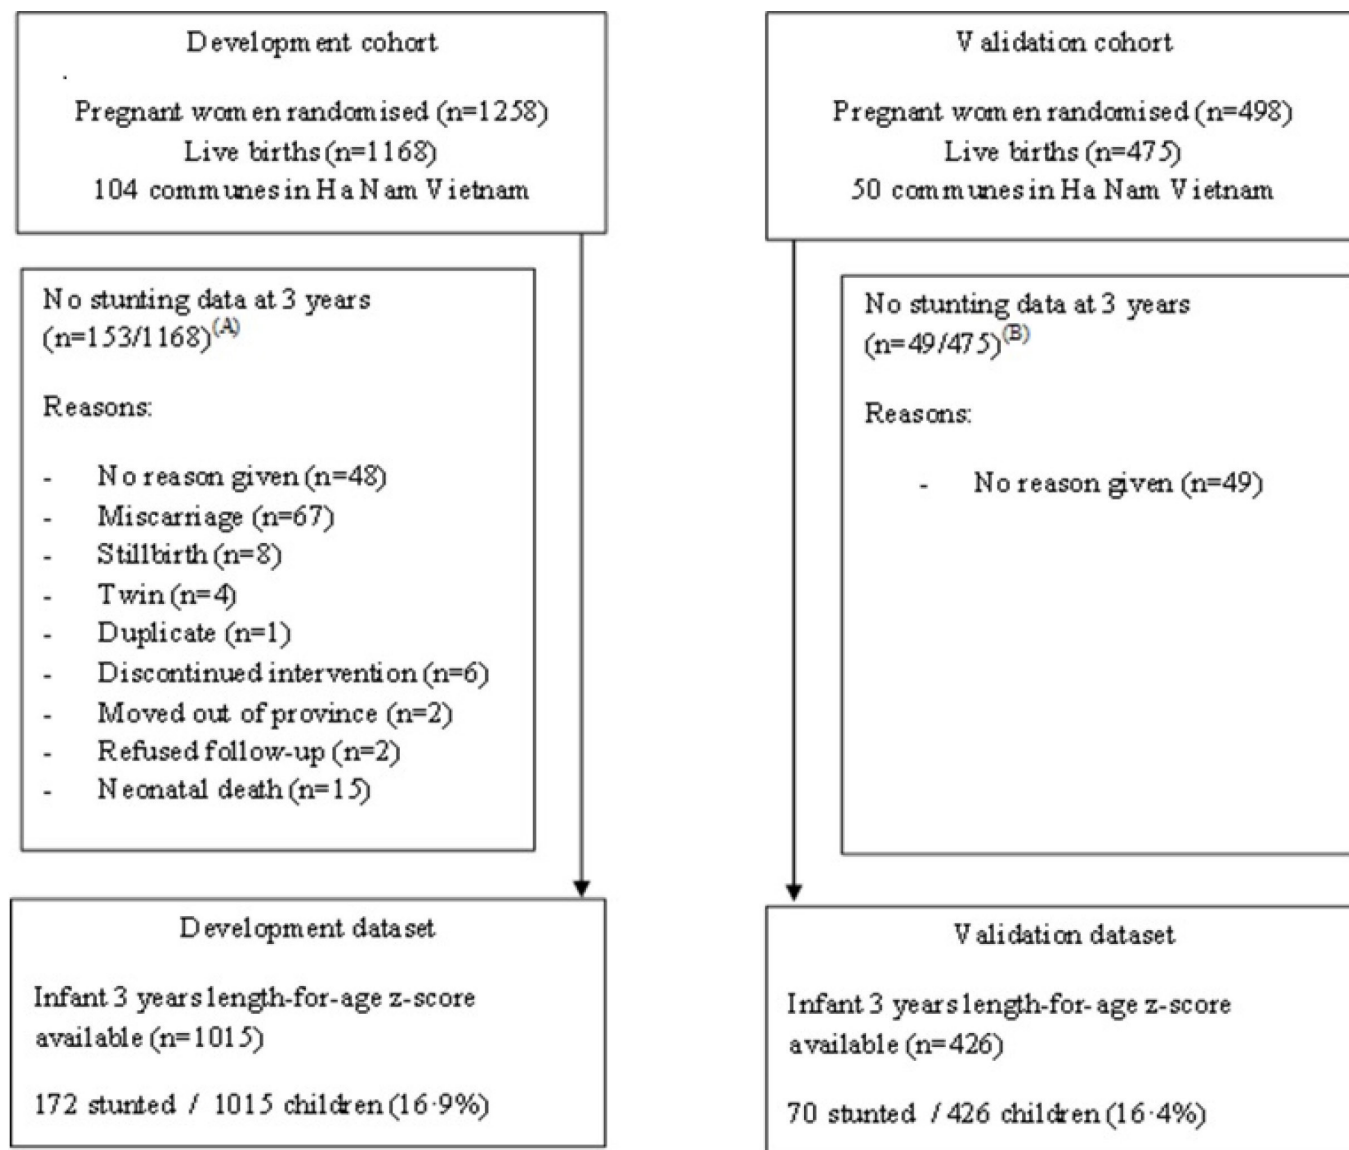 Development cohort
Pregnant women randomised (n=1258)
Live births (n=1168)
104 communes in Ha Nam Vietnam
No stunting data at 3 years
(n=153/1168)(A)
Reasons:
- No reason given (n=48)
- Miscarriage (n=67)
- Stillbirth (n=8)
- Twin (n=4)
- Duplicate (n=1)
- Discontinued intervention (n=6)
- Moved out of province (n=2)
- Refused follow-up (n=2)
- Neonatal death (n=15)
Development dataset
Infant 3 years length-for-age z-score
available (n=1015)
172 stunted / 1015 children (16·9%)
Validation cohort
Pregnant women randomised (n=498)
Live births (n=475)
50 communes in Ha Nam Vietnam
No stunting data at 3 years
(n=49/475)(B)
Reasons:
- No reason given (n=49)
Validation dataset
Infant 3 years length-for-age z-score
available (n=426)
70 stunted / 426 children (16·4%)